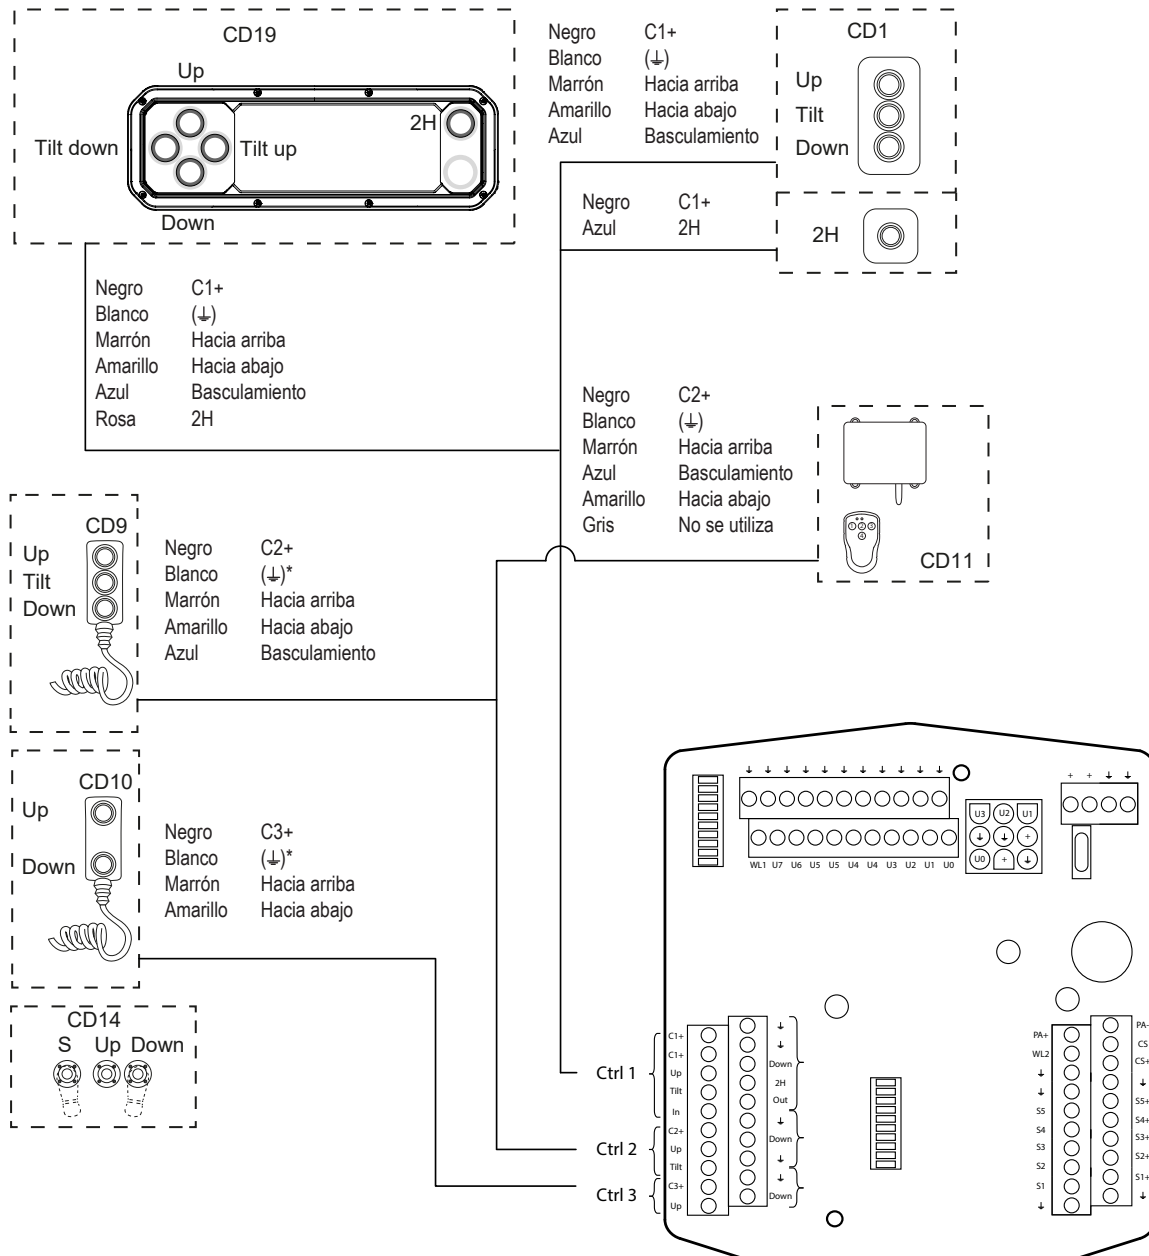 CD19
Up
Tilt down
Tilt up
2H
Down
Negro C1+
Blanco (⏚)
Marrón Hacia arriba
Amarillo Hacia abajo
Azul Basculamiento
CD1
Up
Tilt
Down
Negro C1+
Azul 2H
2H
Negro C1+
Blanco (⏚)
Marrón Hacia arriba
Amarillo Hacia abajo
Azul Basculamiento
Rosa 2H
Negro C2+
Blanco (⏚)
Marrón Hacia arriba
Azul Basculamiento
Amarillo Hacia abajo
Gris No se utiliza
1 2 3
4
CD11
CD9
Up
Tilt
Down
Negro C2+
Blanco (⏚)*
Marrón Hacia arriba
Amarillo Hacia abajo
Azul Basculamiento
CD10
Up
Down
Negro C3+
Blanco (⏚)*
Marrón Hacia arriba
Amarillo Hacia abajo
CD14
S Up Down
WL1 U7 U6 U5 U5 U4 U4 U3 U2 U1 U0
U3 U2 U1
+
U0 +
+ +
Ctrl 1
Ctrl 2
Ctrl 3
C1+
C1+
Up
Tilt
In
C2+
Up
Tilt
C3+
Up
Down
2H
Out
Down
Down
PA+
WL2
S5
S4
S3
S2
S1
PA-
CS
CS+
S5+
S4+
S3+
S2+
S1+